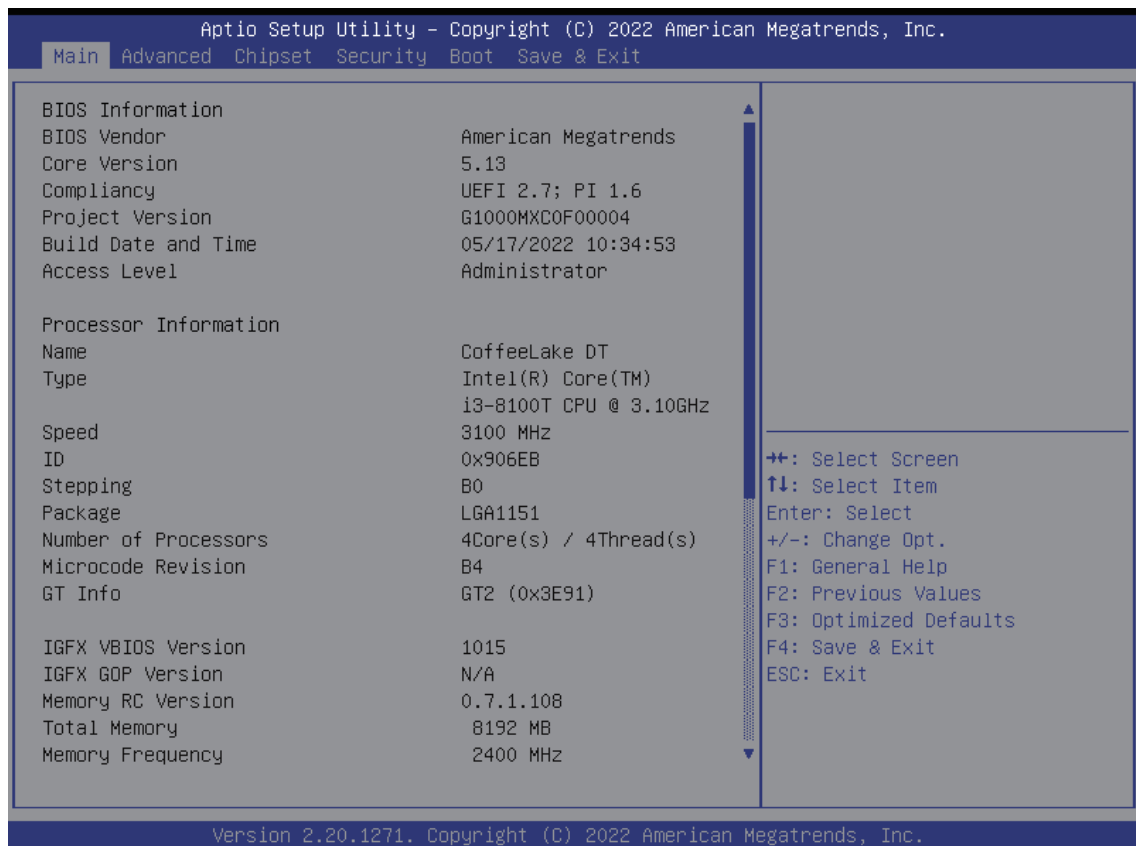 Aptio Setup Utility – Copyright (C) 2022 American Megatrends, Inc.
Main Advanced Chipset Security Boot Save & Exit
BIOS Information
BIOS Vendor American Megatrends
Core Version 5.13
Compliancy UEFI 2.7; PI 1.6
Project Version G1000MXC0F00004
Build Date and Time 05/17/2022 10:34:53
Access Level Administrator
Processor Information
Name CoffeeLake DT
Type Intel(R) Core(TM)
i3-8100T CPU @ 3.10GHz
Speed 3100 MHz
ID 0x906EB
Stepping B0
Package LGA1151
Number of Processors 4Core(s) / 4Thread(s)
Microcode Revision B4
GT Info GT2 (0x3E91)
IGFX VBIOS Version 1015
IGFX GOP Version N/A
Memory RC Version 0.7.1.108
Total Memory 8192 MB
Memory Frequency 2400 MHz
→←: Select Screen
↑↓: Select Item
Enter: Select
+/-: Change Opt.
F1: General Help
F2: Previous Values
F3: Optimized Defaults
F4: Save & Exit
ESC: Exit
Version 2.20.1271. Copyright (C) 2022 American Megatrends, Inc.